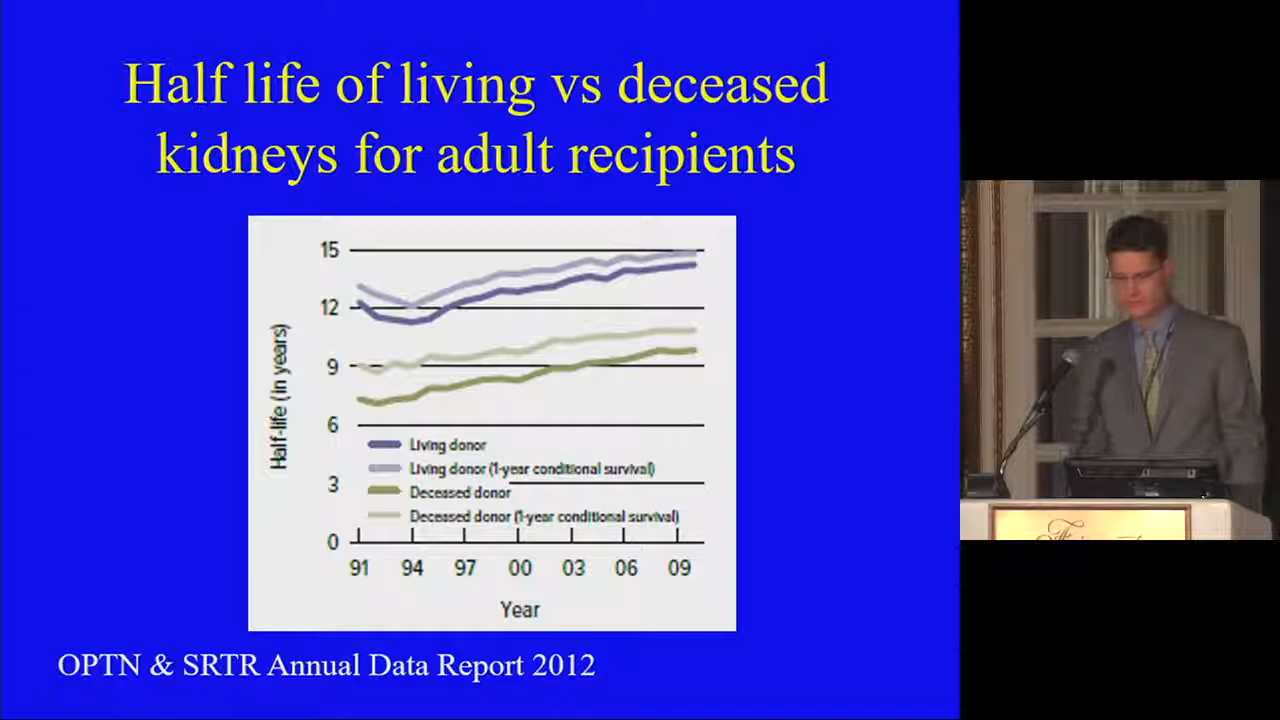 Half life of living vs deceased
kidneys for adult recipients
15
12
9
6
3
0
Half-life (in years)
Living donor
Living donor (1-year conditional survival)
Deceased donor
Deceased donor (1-year conditional survival)
91 94 97 00 03 06 09
Year
OPTN & SRTR Annual Data Report 2012
The